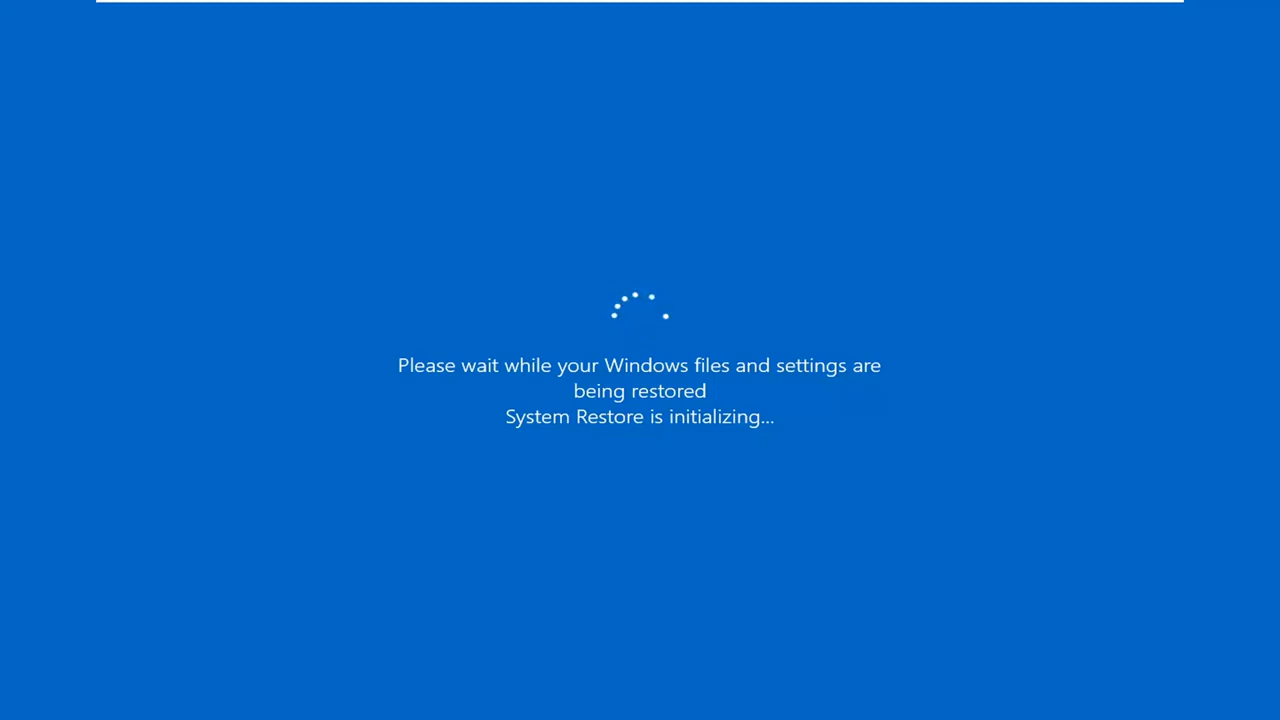 Please wait while your Windows files and settings are
being restored
System Restore is initializing...